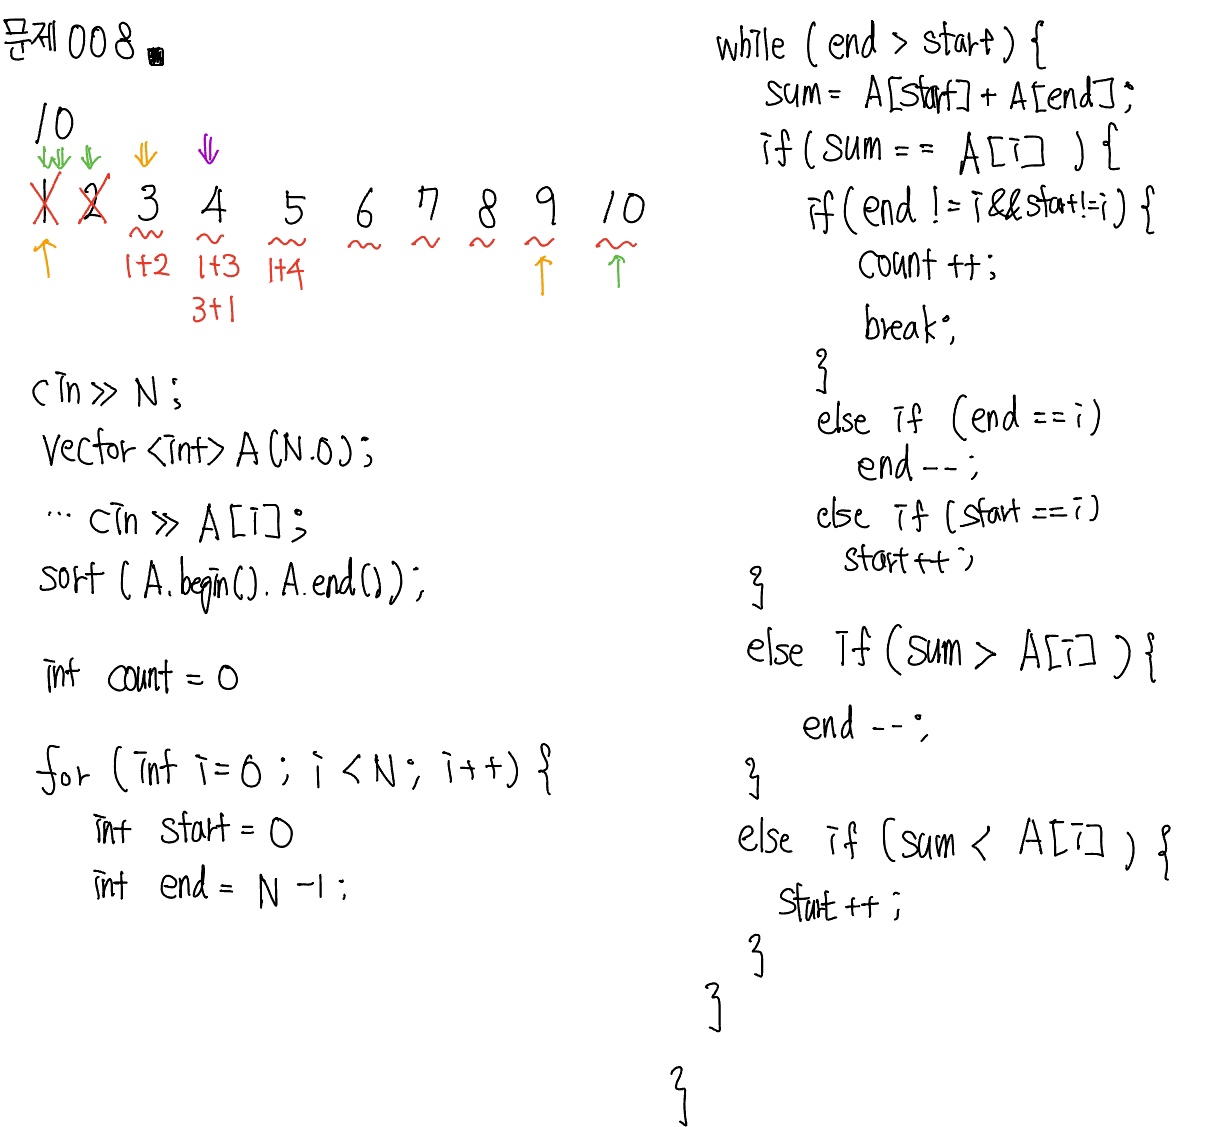 문제 008.
10
1 2 3 4 5 6 7 8 9 10
1+2 1+3 1+4
3+1
cin >> N;
vector <int> A(N.0);
... cin >> A[i];
sort (A.begin(). A.end());
int count = 0
for (int i=0 ; i < N; i++) {
int start = 0
int end = N -1;
while (end > start) {
sum = A[start] + A[end];
if (sum == A[i] ) {
if (end != i && start != i) {
count ++;
break;
}
else if (end == i)
end --;
else if (start == i)
start ++;
}
else if (sum > A[i] ) {
end --;
}
else if (sum < A[i] ) {
start ++;
}
}
}